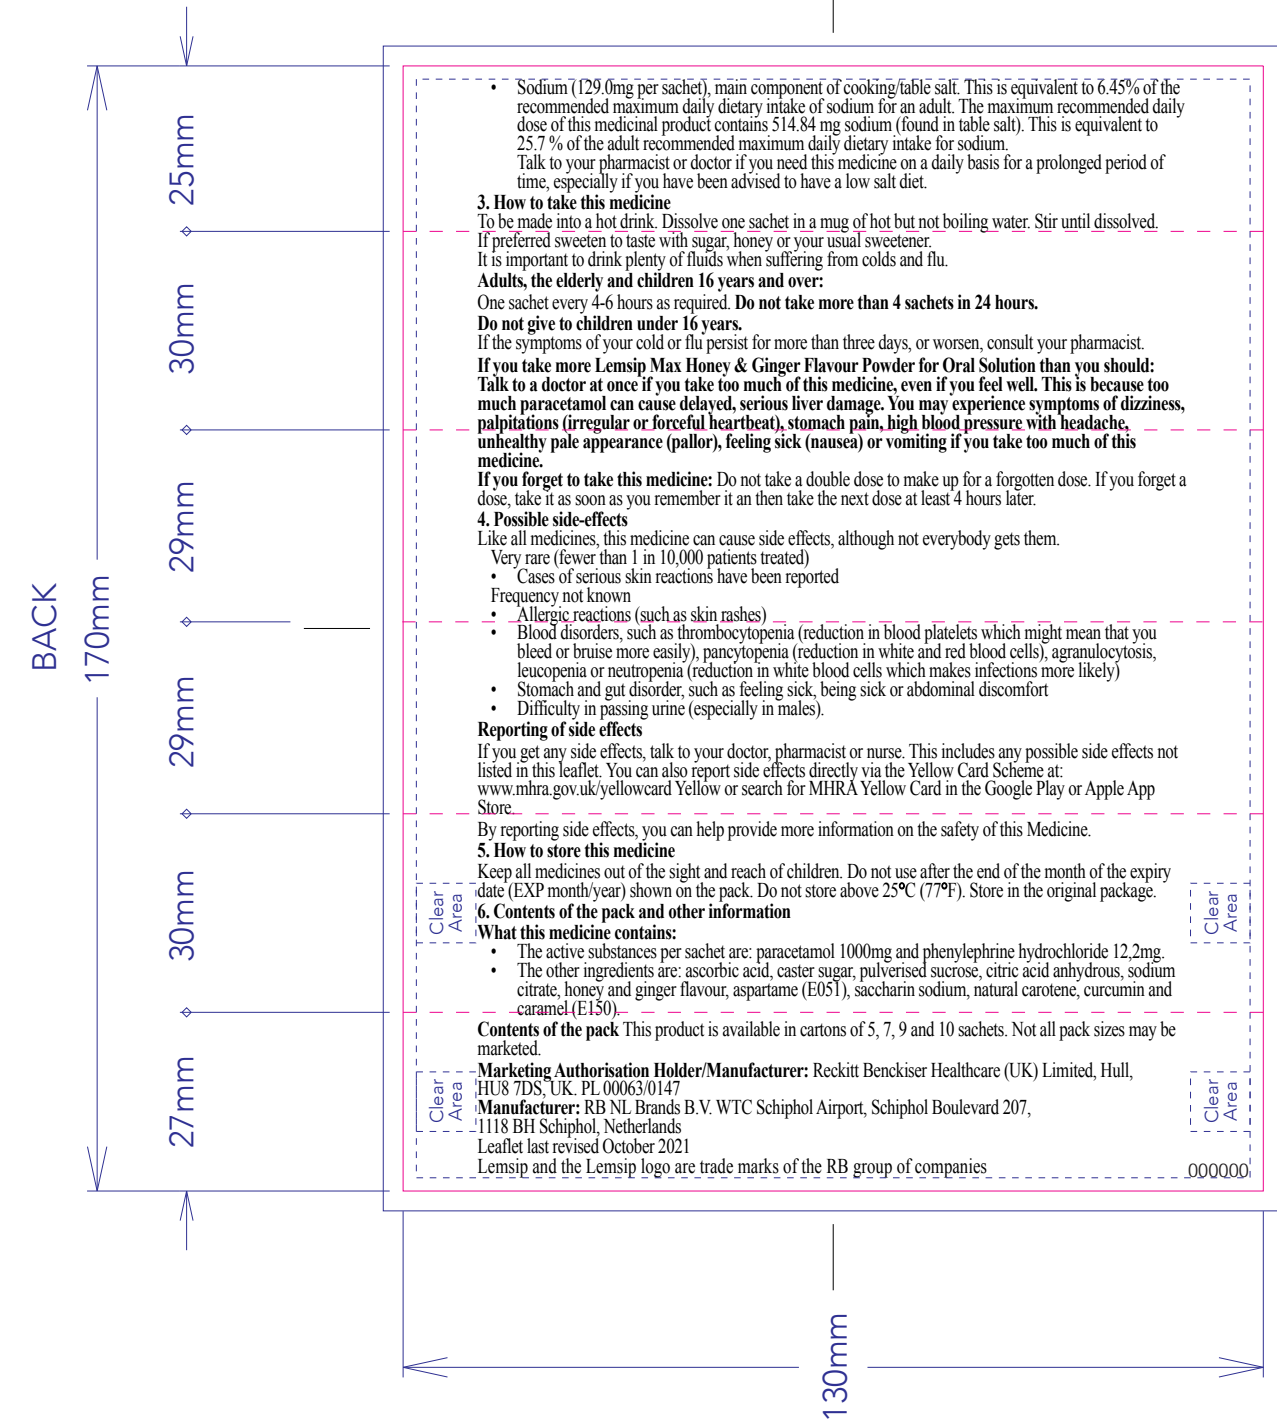 • Sodium (129.0mg per sachet), main component of cooking/table salt. This is equivalent to 6.45% of the
recommended maximum daily dietary intake of sodium for an adult. The maximum recommended daily
dose of this medicinal product contains 514.84 mg sodium (found in table salt). This is equivalent to
25.7 % of the adult recommended maximum daily dietary intake for sodium.
Talk to your pharmacist or doctor if you need this medicine on a daily basis for a prolonged period of
time, especially if you have been advised to have a low salt diet.
3. How to take this medicine
To be made into a hot drink. Dissolve one sachet in a mug of hot but not boiling water. Stir until dissolved.
If preferred sweeten to taste with sugar, honey or your usual sweetener.
It is important to drink plenty of fluids when suffering from colds and flu.
Adults, the elderly and children 16 years and over:
One sachet every 4-6 hours as required. Do not take more than 4 sachets in 24 hours.
Do not give to children under 16 years.
If the symptoms of your cold or flu persist for more than three days, or worsen, consult your pharmacist.
If you take more Lemsip Max Honey & Ginger Flavour Powder for Oral Solution than you should:
Talk to a doctor at once if you take too much of this medicine, even if you feel well. This is because too
much paracetamol can cause delayed, serious liver damage. You may experience symptoms of dizziness,
palpitations (irregular or forceful heartbeat), stomach pain, high blood pressure with headache,
unhealthy pale appearance (pallor), feeling sick (nausea) or vomiting if you take too much of this
medicine.
If you forget to take this medicine: Do not take a double dose to make up for a forgotten dose. If you forget a
dose, take it as soon as you remember it an then take the next dose at least 4 hours later.
4. Possible side-effects
Like all medicines, this medicine can cause side effects, although not everybody gets them.
Very rare (fewer than 1 in 10,000 patients treated)
• Cases of serious skin reactions have been reported
Frequency not known
• Allergic reactions (such as skin rashes)
• Blood disorders, such as thrombocytopenia (reduction in blood platelets which might mean that you
bleed or bruise more easily), pancytopenia (reduction in white and red blood cells), agranulocytosis,
leucopenia or neutropenia (reduction in white blood cells which makes infections more likely)
• Stomach and gut disorder, such as feeling sick, being sick or abdominal discomfort
• Difficulty in passing urine (especially in males).
Reporting of side effects
If you get any side effects, talk to your doctor, pharmacist or nurse. This includes any possible side effects not
listed in this leaflet. You can also report side effects directly via the Yellow Card Scheme at:
www.mhra.gov.uk/yellowcard Yellow or search for MHRA Yellow Card in the Google Play or Apple App
Store.
By reporting side effects, you can help provide more information on the safety of this Medicine.
5. How to store this medicine
Keep all medicines out of the sight and reach of children. Do not use after the end of the month of the expiry
date (EXP month/year) shown on the pack. Do not store above 25°C (77°F). Store in the original package.
6. Contents of the pack and other information
What this medicine contains:
• The active substances per sachet are: paracetamol 1000mg and phenylephrine hydrochloride 12,2mg.
• The other ingredients are: ascorbic acid, caster sugar, pulverised sucrose, citric acid anhydrous, sodium
citrate, honey and ginger flavour, aspartame (E051), saccharin sodium, natural carotene, curcumin and
caramel (E150).
Contents of the pack This product is available in cartons of 5, 7, 9 and 10 sachets. Not all pack sizes may be
marketed.
Marketing Authorisation Holder/Manufacturer: Reckitt Benckiser Healthcare (UK) Limited, Hull,
HU8 7DS, UK. PL 00063/0147
Manufacturer: RB NL Brands B.V. WTC Schiphol Airport, Schiphol Boulevard 207,
1118 BH Schiphol, Netherlands
Leaflet last revised October 2021
Lemsip and the Lemsip logo are trade marks of the RB group of companies
000000
Clear
Area
Clear
Area
Clear
Area
Clear
Area
BACK
170mm
25mm
30mm
29mm
29mm
30mm
27mm
130mm